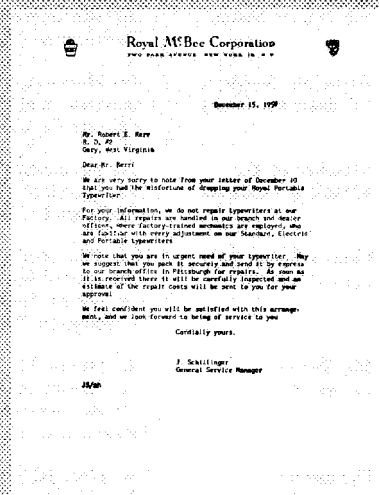 Royal McBee Corporation
TWO PARK AVENUE NEW YORK
December 15,
Mr. Robert E.
R. D. #2
Gary, West Virginia
Dear Mr.
We are very sorry to note from your letter of December 10
that you had the misfortune of dropping your Royal Portable
Typewriter
For your information, we do not repair typewriters at our
Factory. All repairs are handled in our branch and dealer
offices, where factory-trained mechanics are employed, who
are familiar with every adjustment on our Standard, Electric
and Portable typewriters
We note that you are in urgent need of your typewriter. May
we suggest that you pack it securely and send it by express
to our branch office in Pittsburgh for repairs. As soon as
it is received there it will be carefully inspected and an
estimate of the repair costs will be sent to you for your
approval
We feel confident you will be satisfied with this arrange-
ment, and we look forward to being of service to you
Cordially yours,
J. Schillinger
General Service Manager